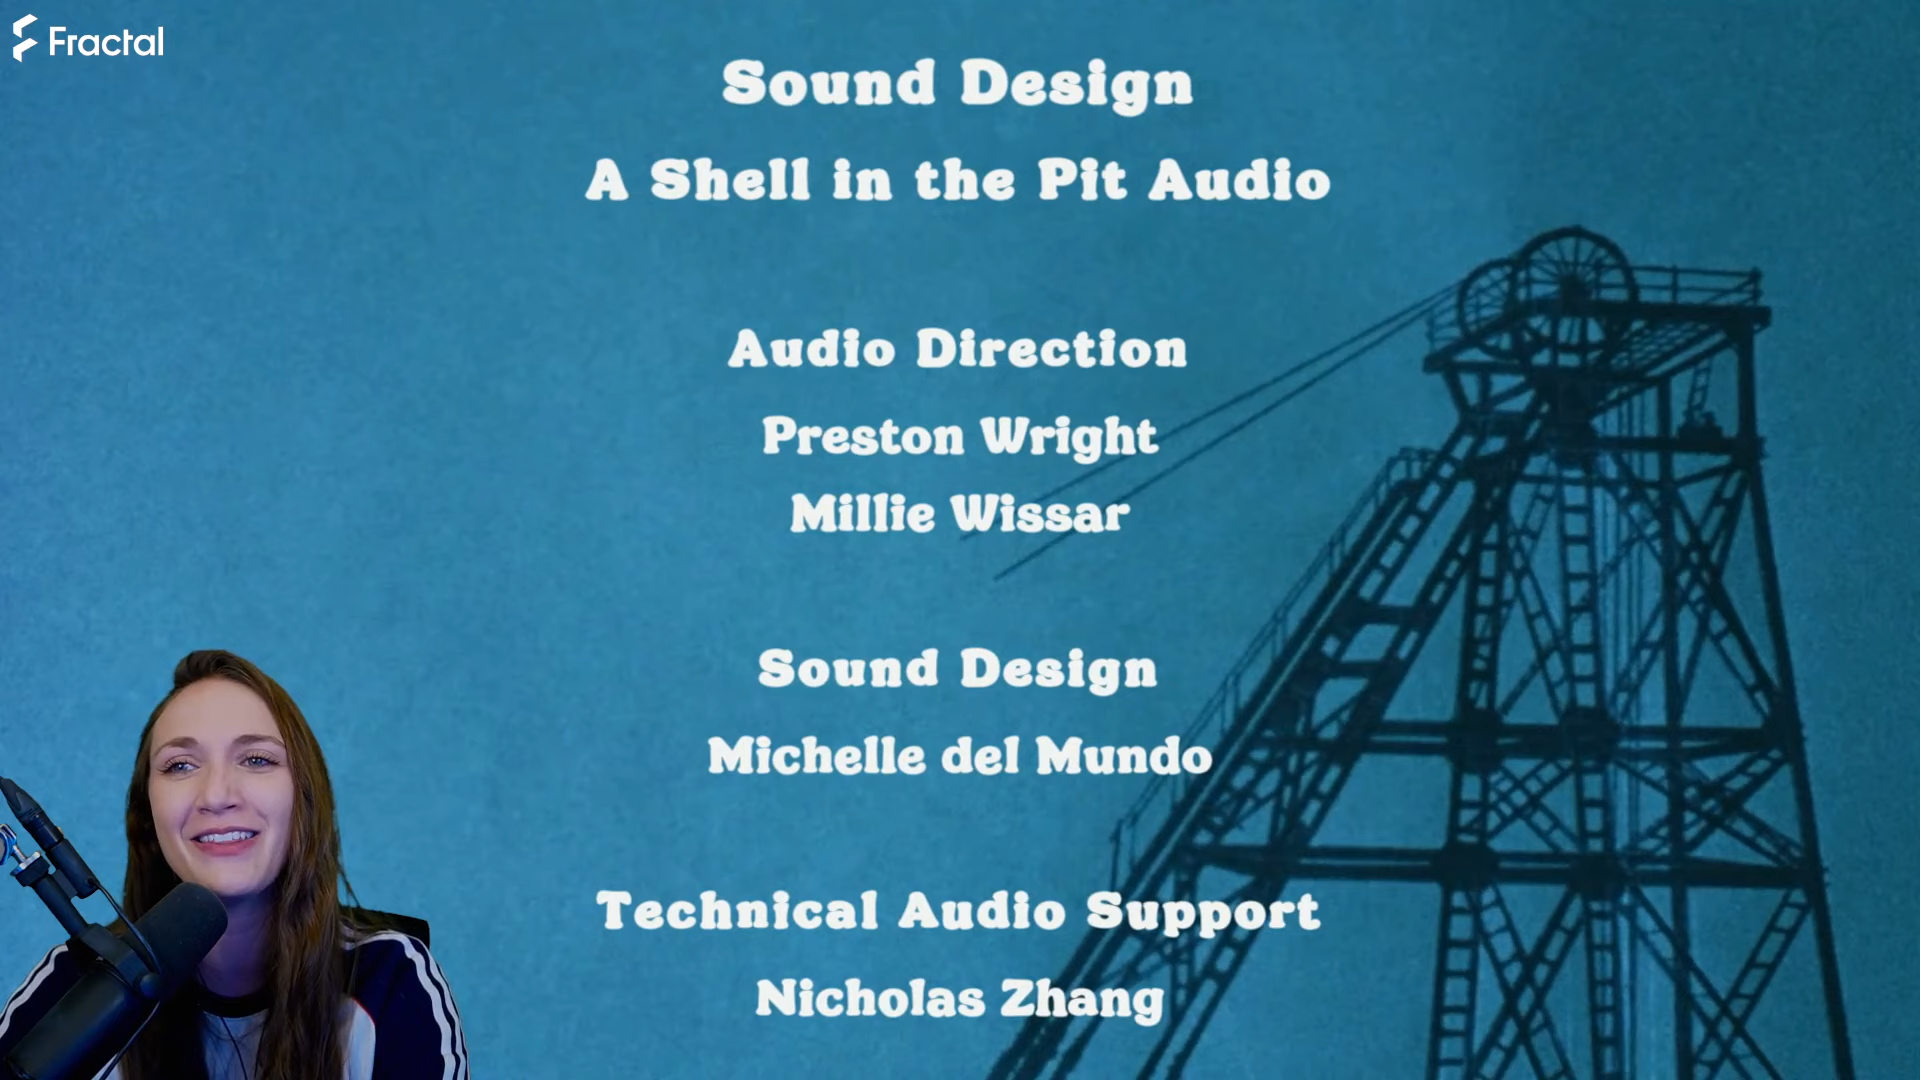 Fractal
Sound Design
A Shell in the Pit Audio
Audio Direction
Preston Wright
Millie Wissar
Sound Design
Michelle del Mundo
Technical Audio Support
Nicholas Zhang